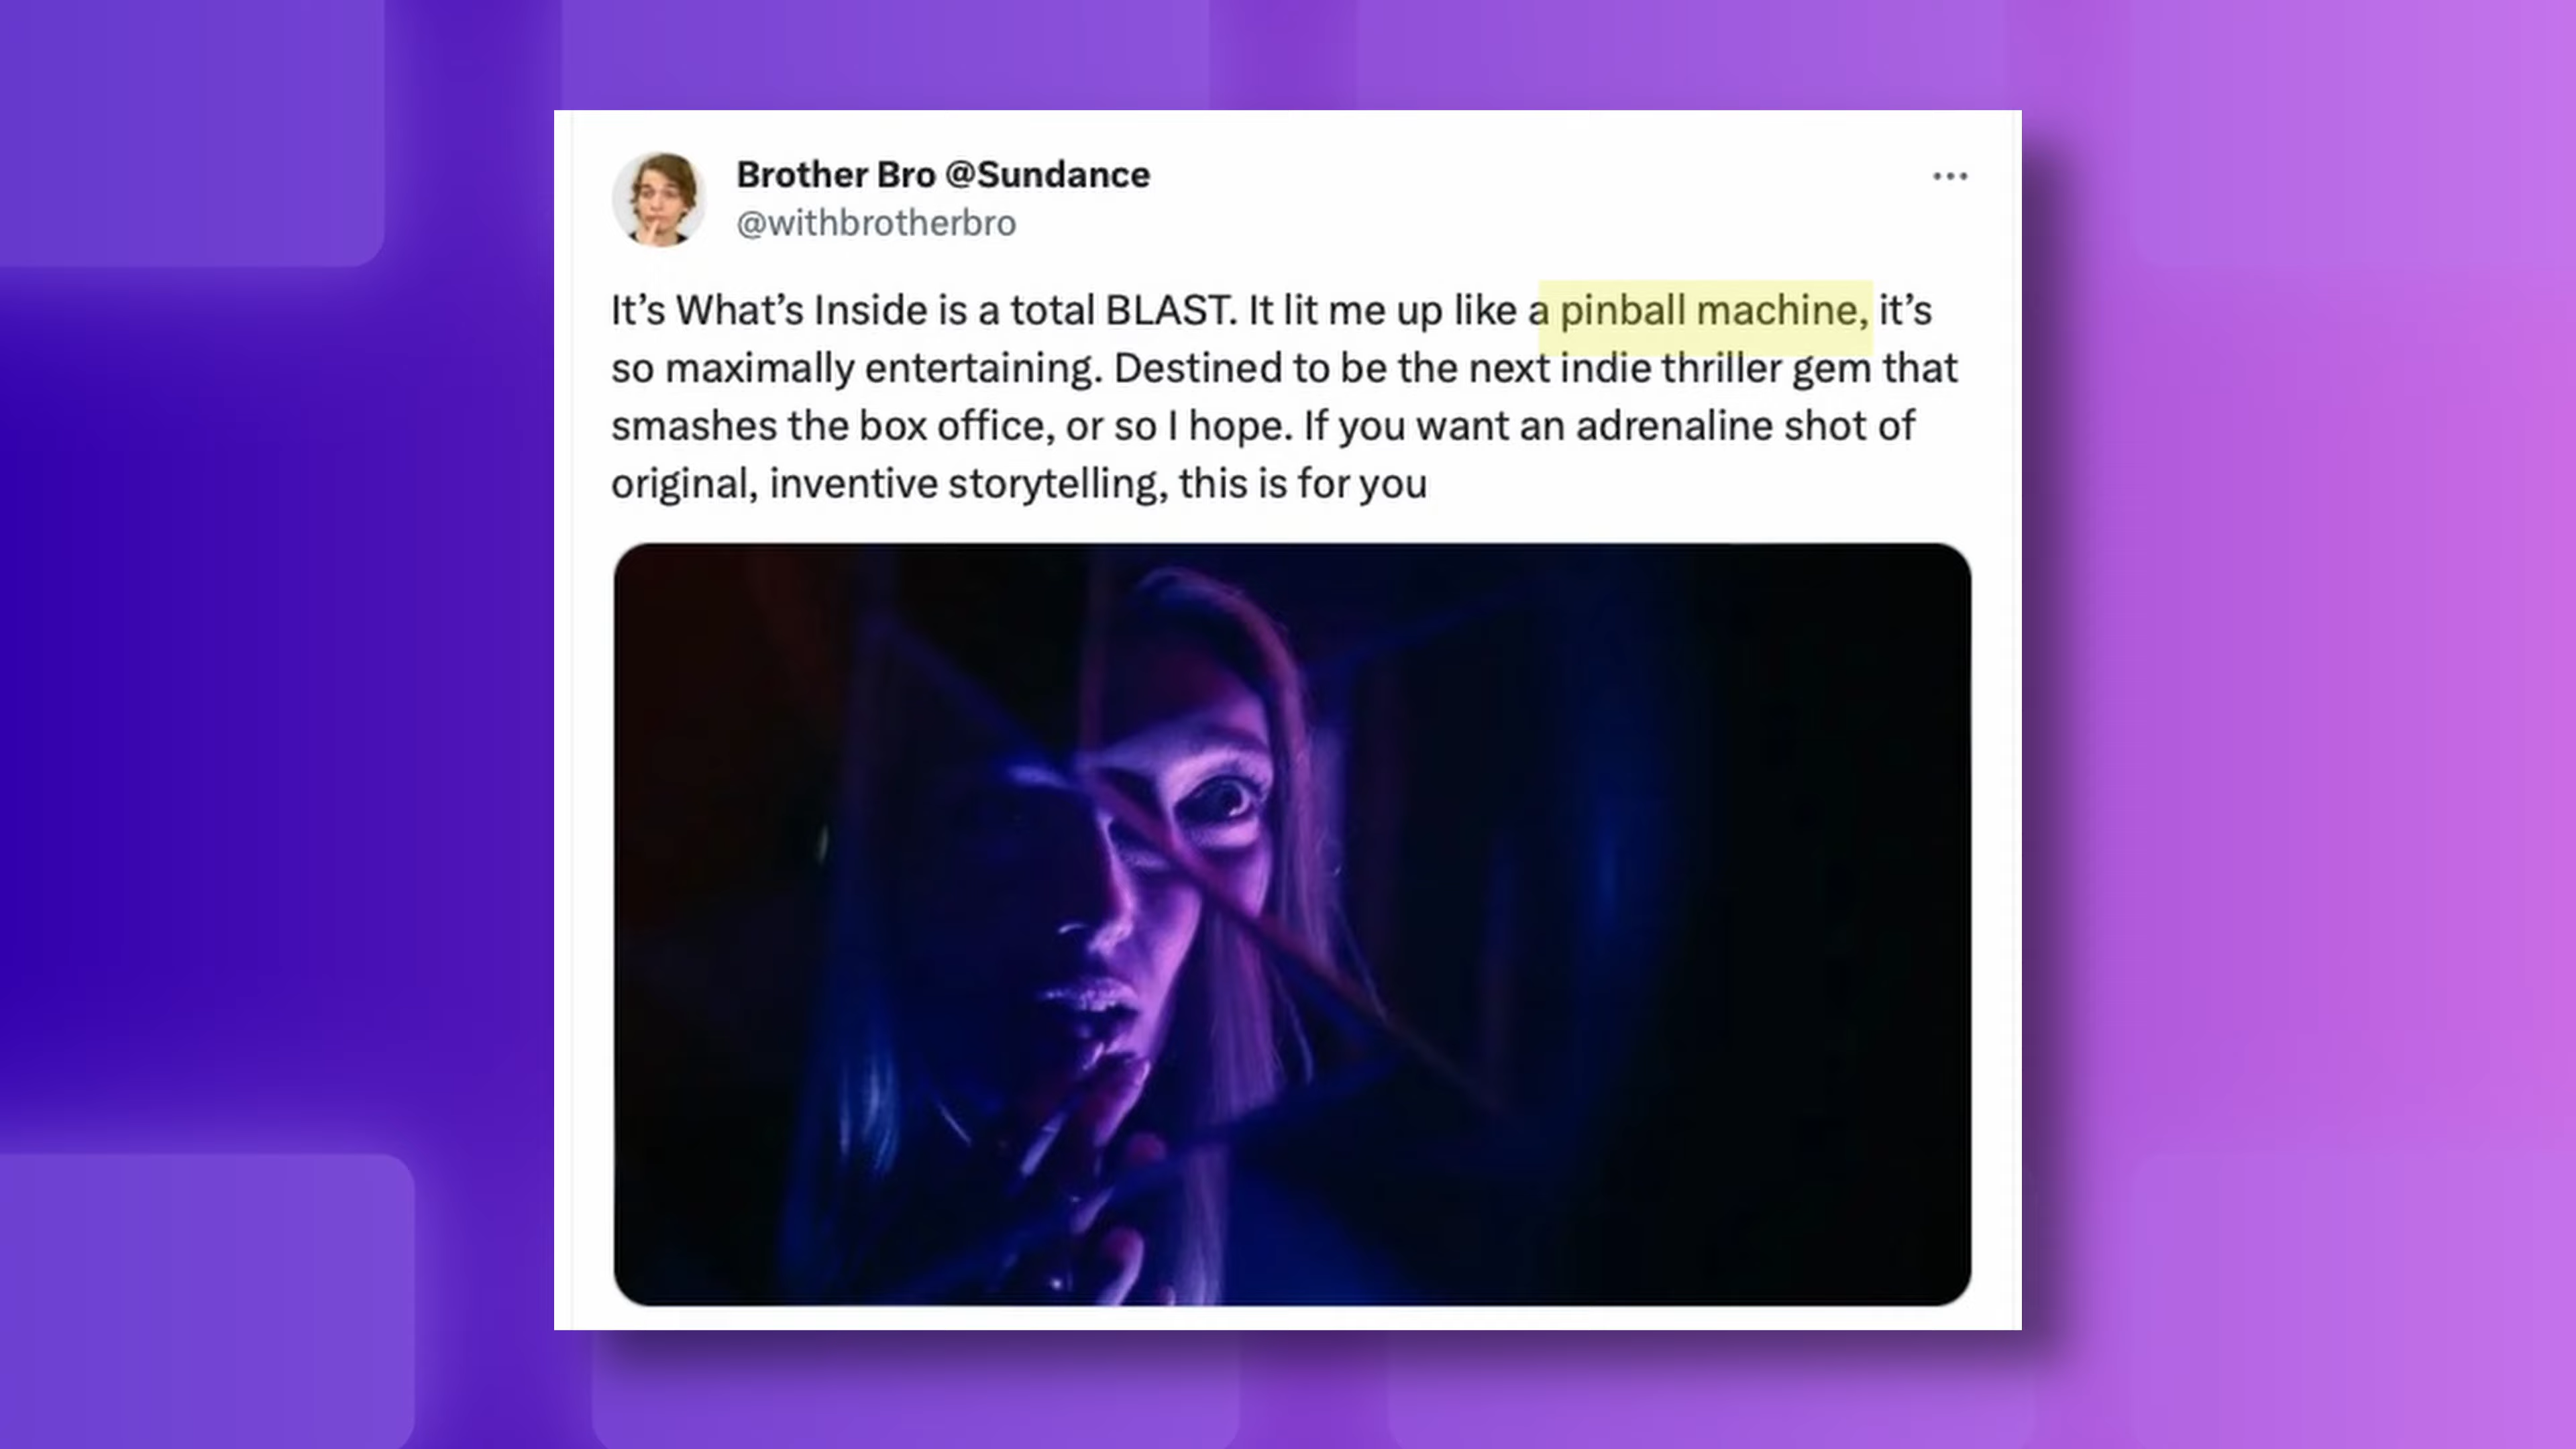 Brother Bro @Sundance
@withbrotherbro
It’s What’s Inside is a total BLAST. It lit me up like a pinball machine, it’s
so maximally entertaining. Destined to be the next indie thriller gem that
smashes the box office, or so I hope. If you want an adrenaline shot of
original, inventive storytelling, this is for you